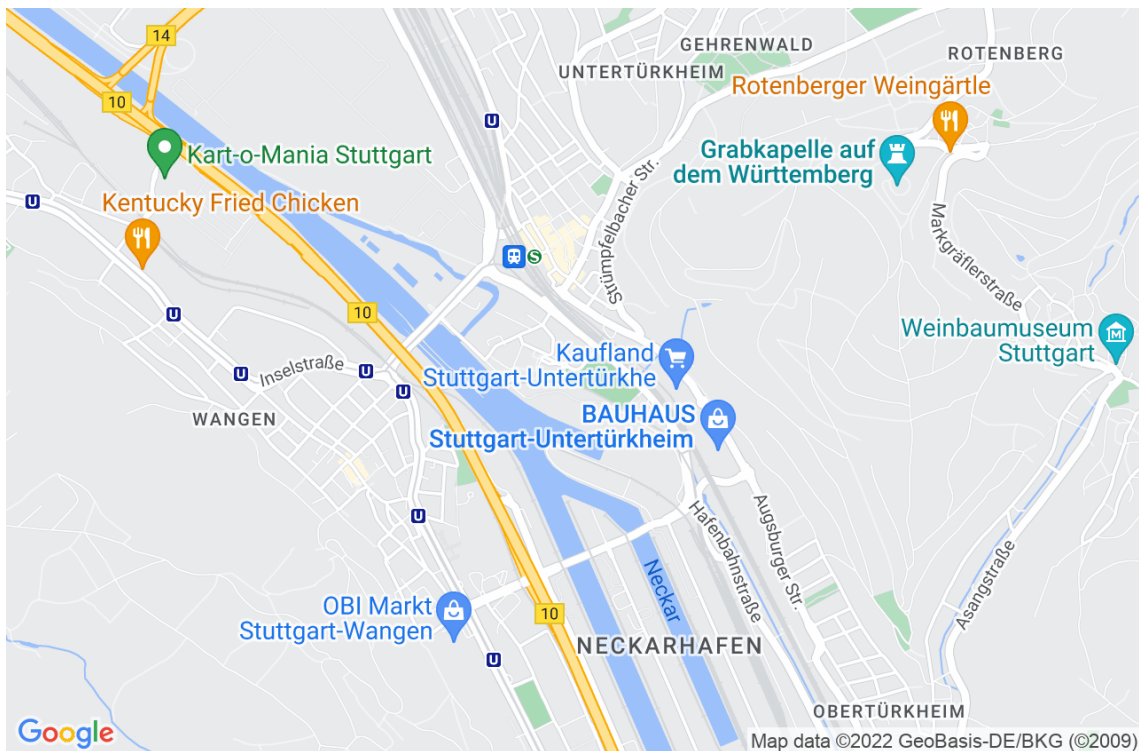 14
GEHRENWALD
ROTENBERG
UNTERTÜRKHEIM
Rotenberger Weingärtle
10
U
Kart-o-Mania Stuttgart
Grabkapelle auf
dem Württemberg
Strümpfelbacher Str.
U
Kentucky Fried Chicken
Markgräflerstraße
S
U
10
Weinbaumuseum
Stuttgart
M
Kaufland
Stuttgart-Untertürkhe
Inselstraße
U
U
U
WANGEN
BAUHAUS
Stuttgart-Untertürkheim
U
Hafenbahnstraße
Augsburger Str.
Asangstraße
Neckar
OBI Markt
Stuttgart-Wangen
10
NECKARHAFEN
U
OBERTÜRKHEIM
Google
Map data ©2022 GeoBasis-DE/BKG (©2009)